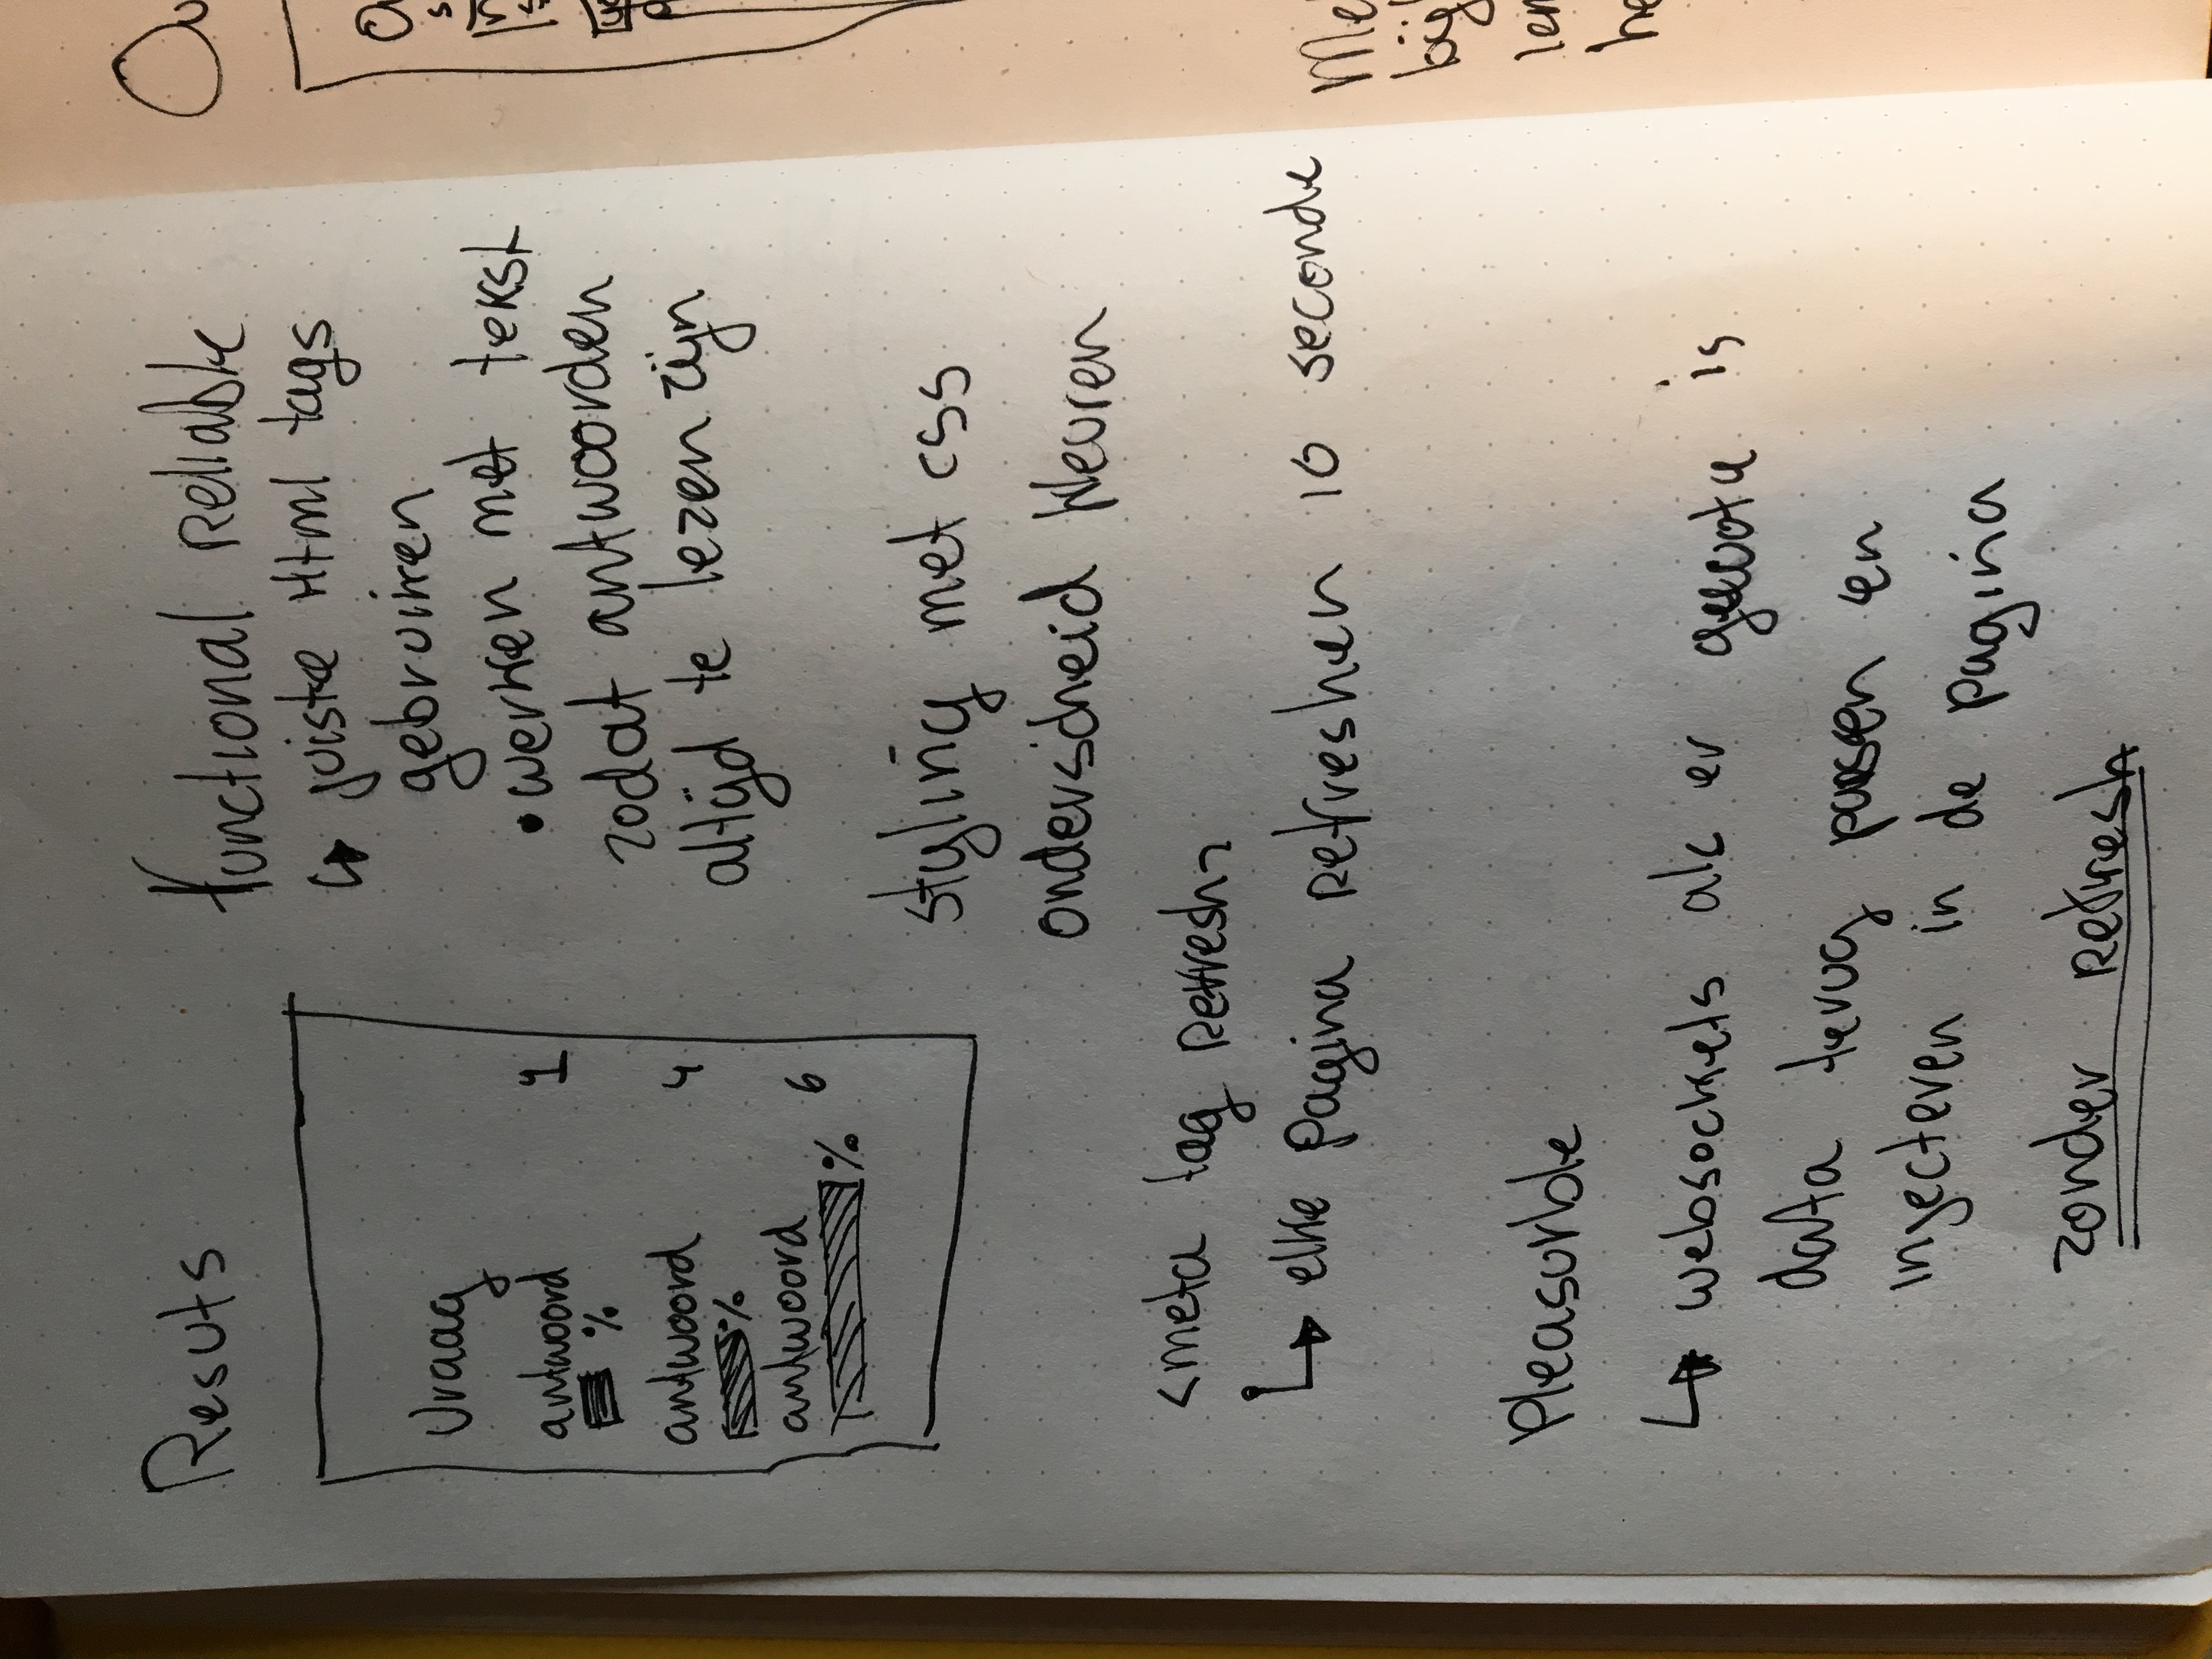 Resuts
Vraag
antwoord 1
%
antwoord 4
%
antwoord 6
%
functional Reliable
↳ juiste Html tags
gebruiken
• werken met tekst
zodat antwoorden
altijd te lezen zijn
styling met css
onderscheid kleuren
<meta tag Refresh>
↳ elke pagina Refreshen 10 seconde
Pleasurble
↳ websockets als er gevote is
data terug passen en
injecteren in de pagina
zonder Refresh
Ou
Me
bij
len
he